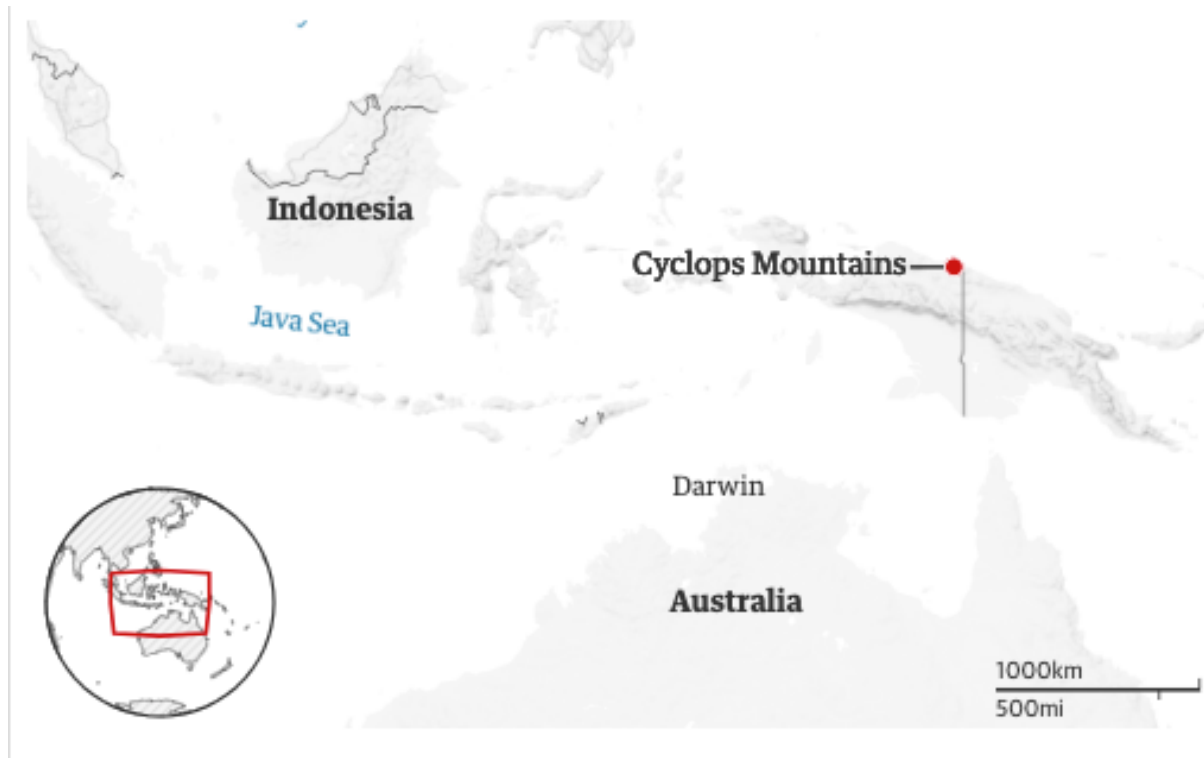 Indonesia
Cyclops Mountains
Java Sea
Darwin
Australia
1000km
500mi